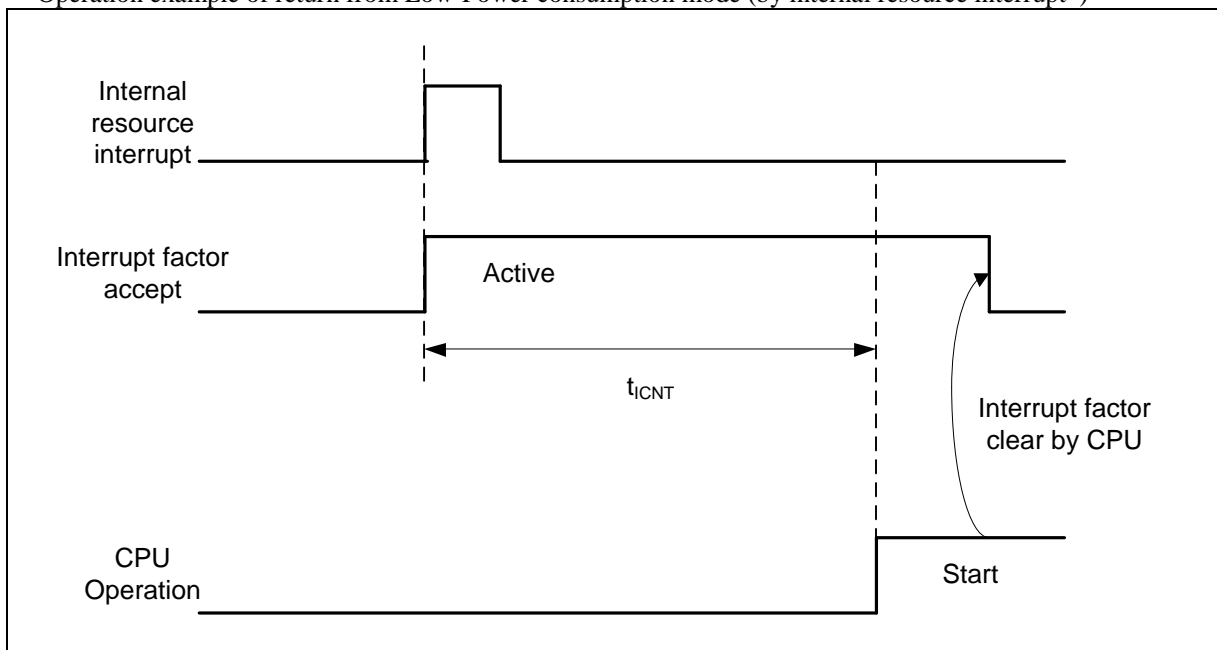 Operation example of return from Low-Power consumption mode (by internal resource interrupt*)
Internal
resource
interrupt
Interrupt factor
accept
Active
tICNT
Interrupt factor
clear by CPU
CPU
Operation
Start